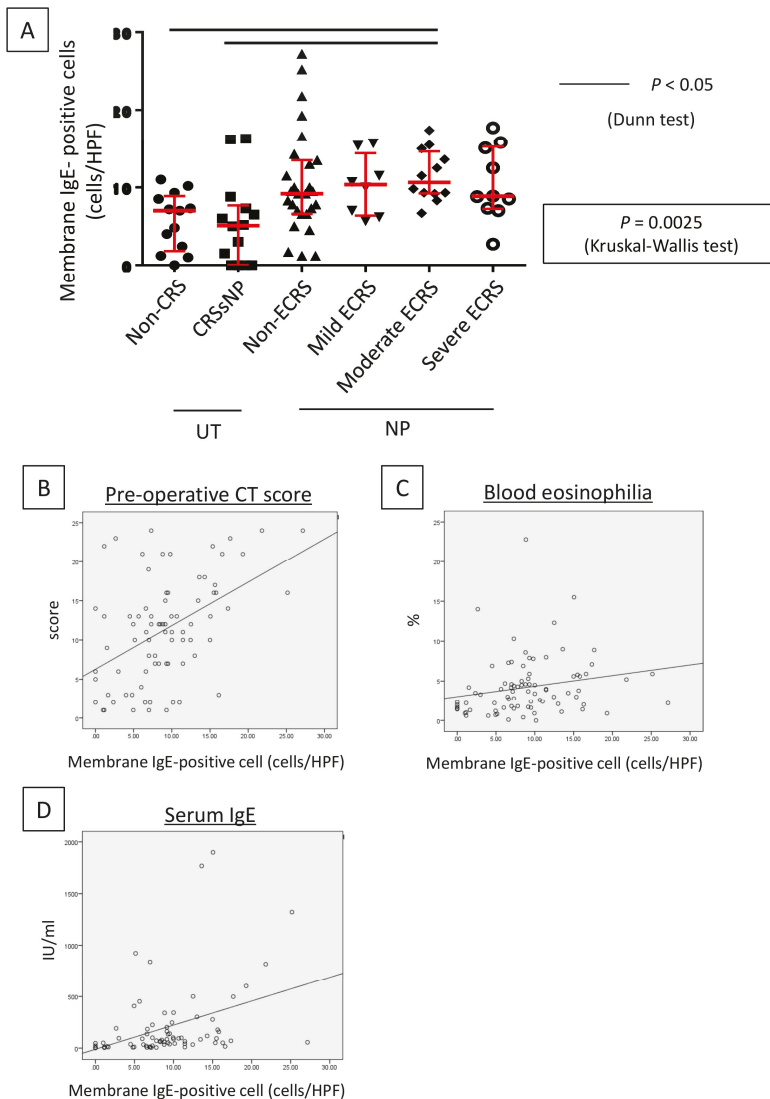 A
Membrane IgE- positive cells
(cells/HPF)
30
20
10
0
Non-CRS
CRSsNP
Non-ECRS
Mild ECRS
Moderate ECRS
Severe ECRS
UT
NP
P < 0.05
(Dunn test)
P = 0.0025
(Kruskal-Wallis test)
B
Pre-operative CT score
score
25
20
15
10
5
0
.00 5.00 10.00 15.00 20.00 25.00 30.00
Membrane IgE-positive cell (cells/HPF)
C
Blood eosinophilia
%
25
20
15
10
5
0
.00 5.00 10.00 15.00 20.00 25.00 30.00
Membrane IgE-positive cell (cells/HPF)
D
Serum IgE
IU/ml
2000
1500
1000
500
0
.00 5.00 10.00 15.00 20.00 25.00 30.00
Membrane IgE-positive cell (cells/HPF)